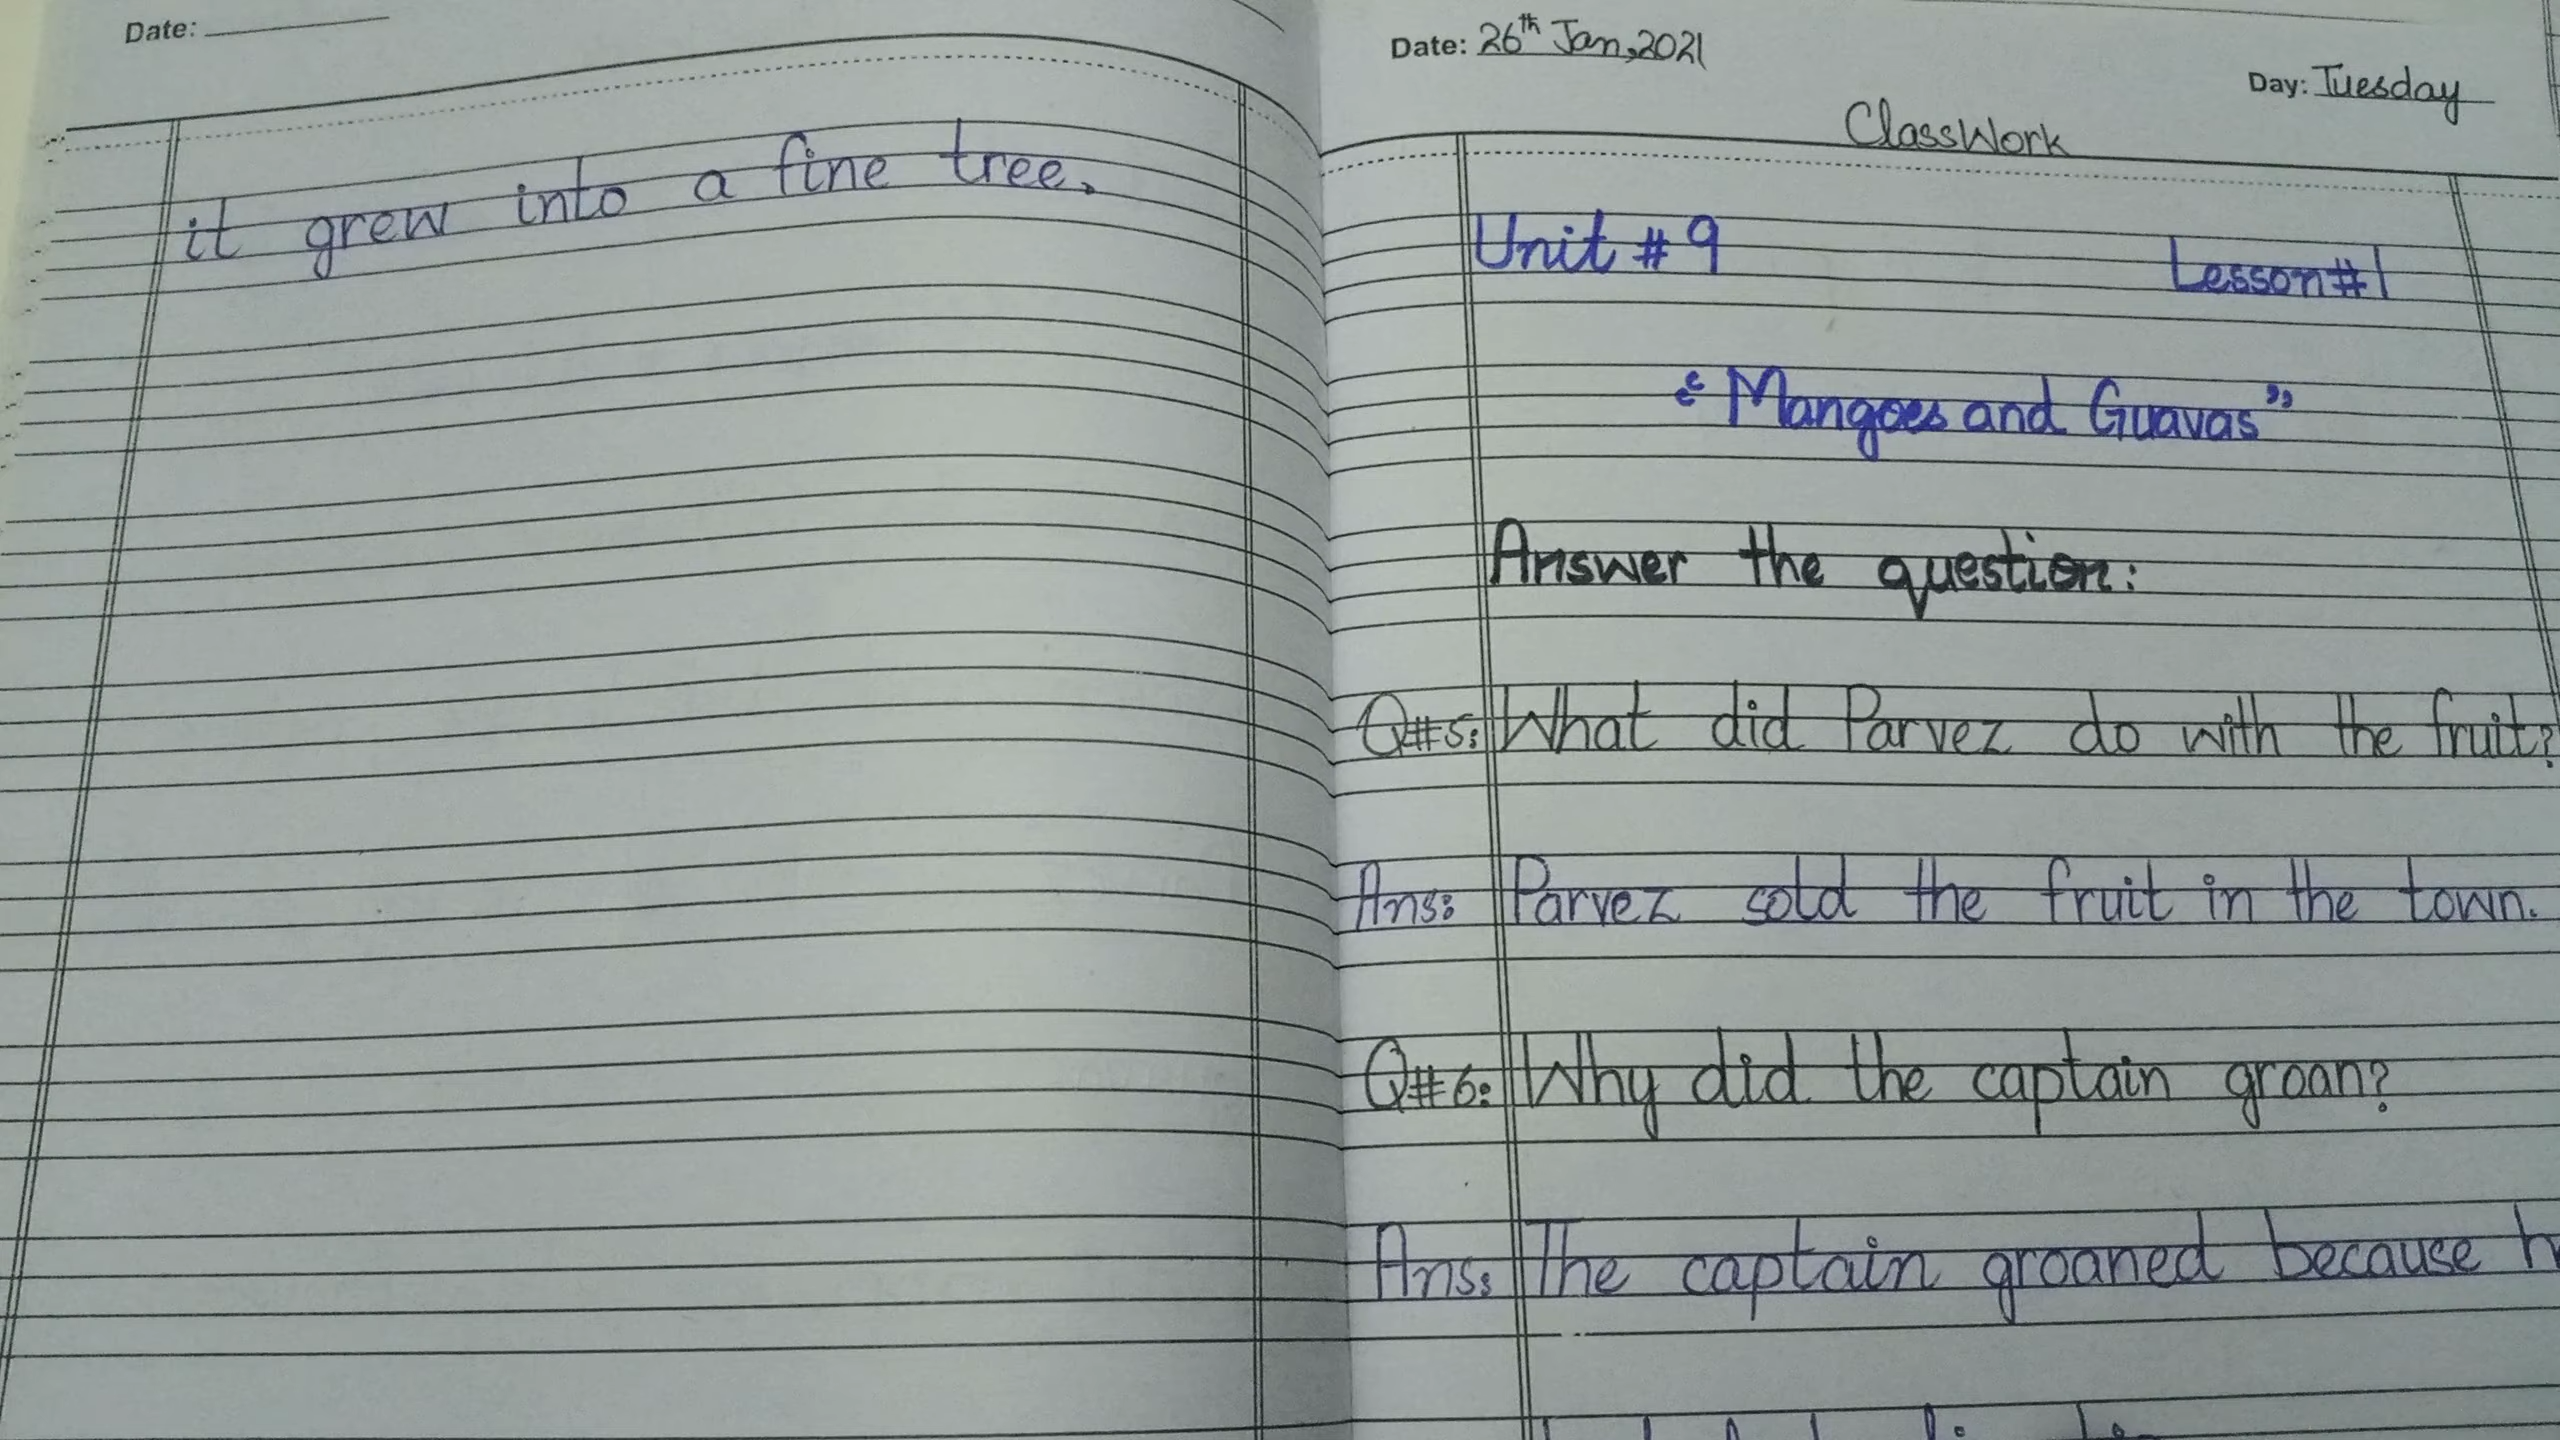 Date:
it grew into a fine tree.
Date: 26th Jan, 2021
Day: Tuesday
ClassWork
Unit # 9 Lesson # 1
"Mangoes and Guavas"
Answer the question:
Q#5: What did Parvez do with the fruit?
Ans: Parvez sold the fruit in the town.
Q#6: Why did the captain groan?
Ans: The captain groaned because